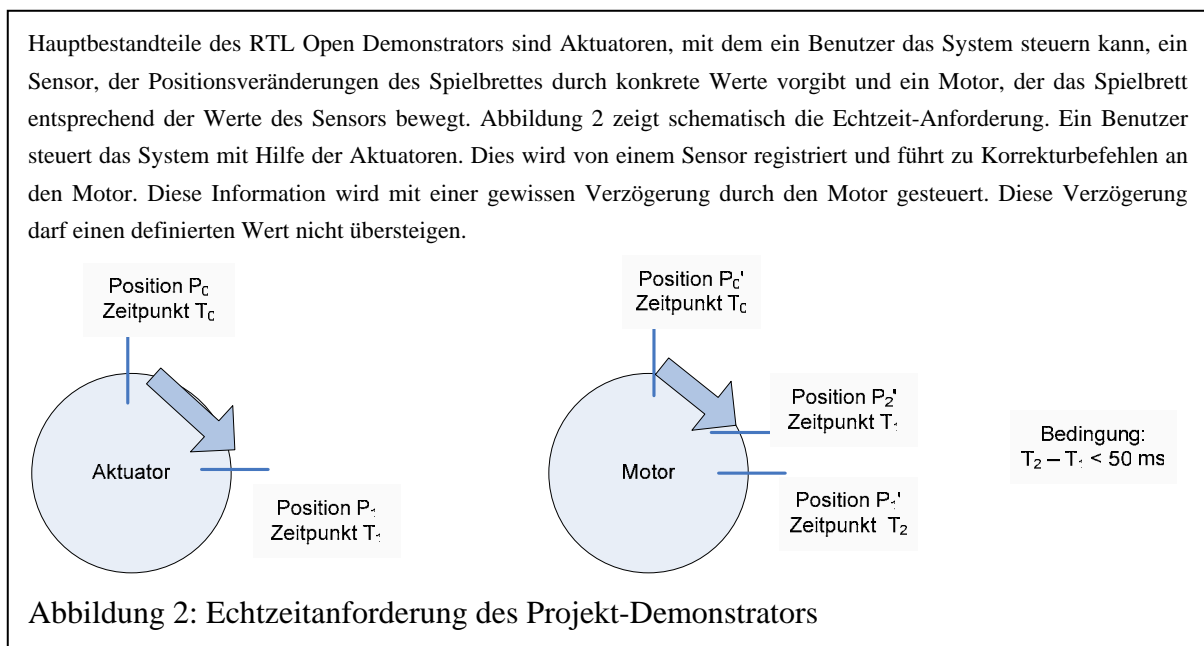 Hauptbestandteile des RTL Open Demonstrators sind Aktuatoren, mit dem ein Benutzer das System steuern kann, ein
Sensor, der Positionsveränderungen des Spielbrettes durch konkrete Werte vorgibt und ein Motor, der das Spielbrett
entsprechend der Werte des Sensors bewegt. Abbildung 2 zeigt schematisch die Echtzeit-Anforderung. Ein Benutzer
steuert das System mit Hilfe der Aktuatoren. Dies wird von einem Sensor registriert und führt zu Korrekturbefehlen an
den Motor. Diese Information wird mit einer gewissen Verzögerung durch den Motor gesteuert. Diese Verzögerung
darf einen definierten Wert nicht übersteigen.
Position P₀
Zeitpunkt T₀
Aktuator
Position P₁
Zeitpunkt T₁
Position P₀'
Zeitpunkt T₀
Motor
Position P₂'
Zeitpunkt T₁
Position P₁'
Zeitpunkt T₂
Bedingung:
T₂ – T₁ < 50 ms
Abbildung 2: Echtzeitanforderung des Projekt-Demonstrators